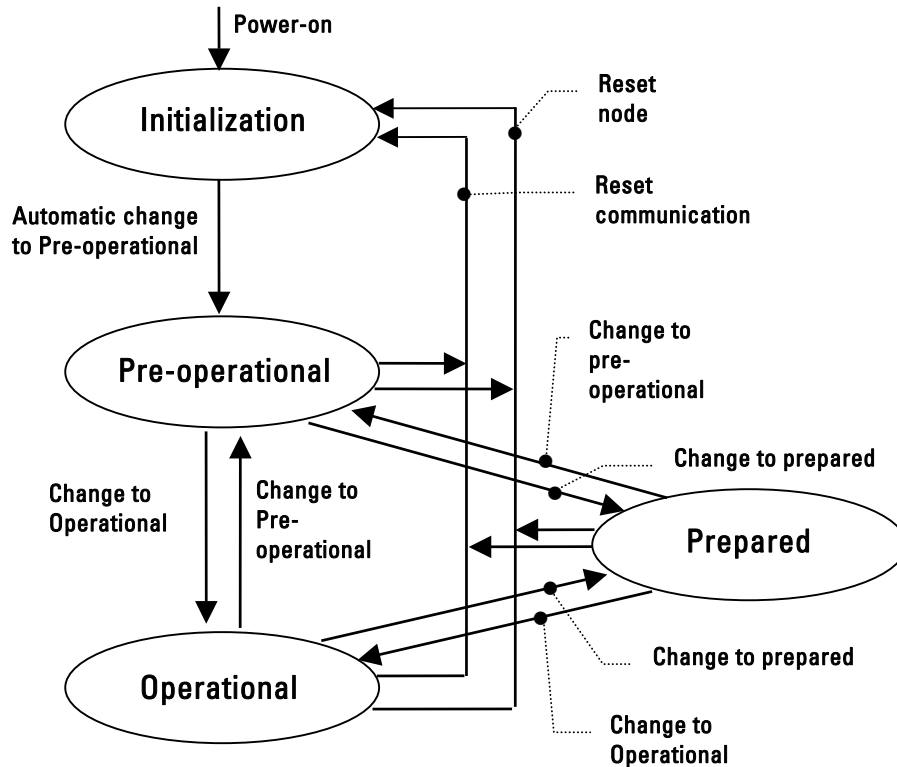 Power-on
Reset
node
Initialization
Reset
communication
Automatic change
to Pre-operational
Change to
pre-
operational
Pre-operational
Change to prepared
Change to
Operational
Change to
Pre-
operational
Prepared
Change to prepared
Operational
Change to
Operational